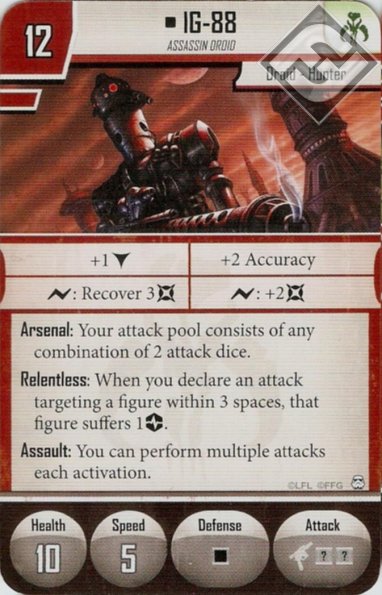 12
IG-88
ASSASSIN DROID
Droid - Hunter
+1
+2 Accuracy
: Recover 3
: +2
Arsenal: Your attack pool consists of any
combination of 2 attack dice.
Relentless: When you declare an attack
targeting a figure within 3 spaces, that
figure suffers 1.
Assault: You can perform multiple attacks
each activation.
©LFL ©FFG
Health
Speed
Defense
Attack
10
5
? ?